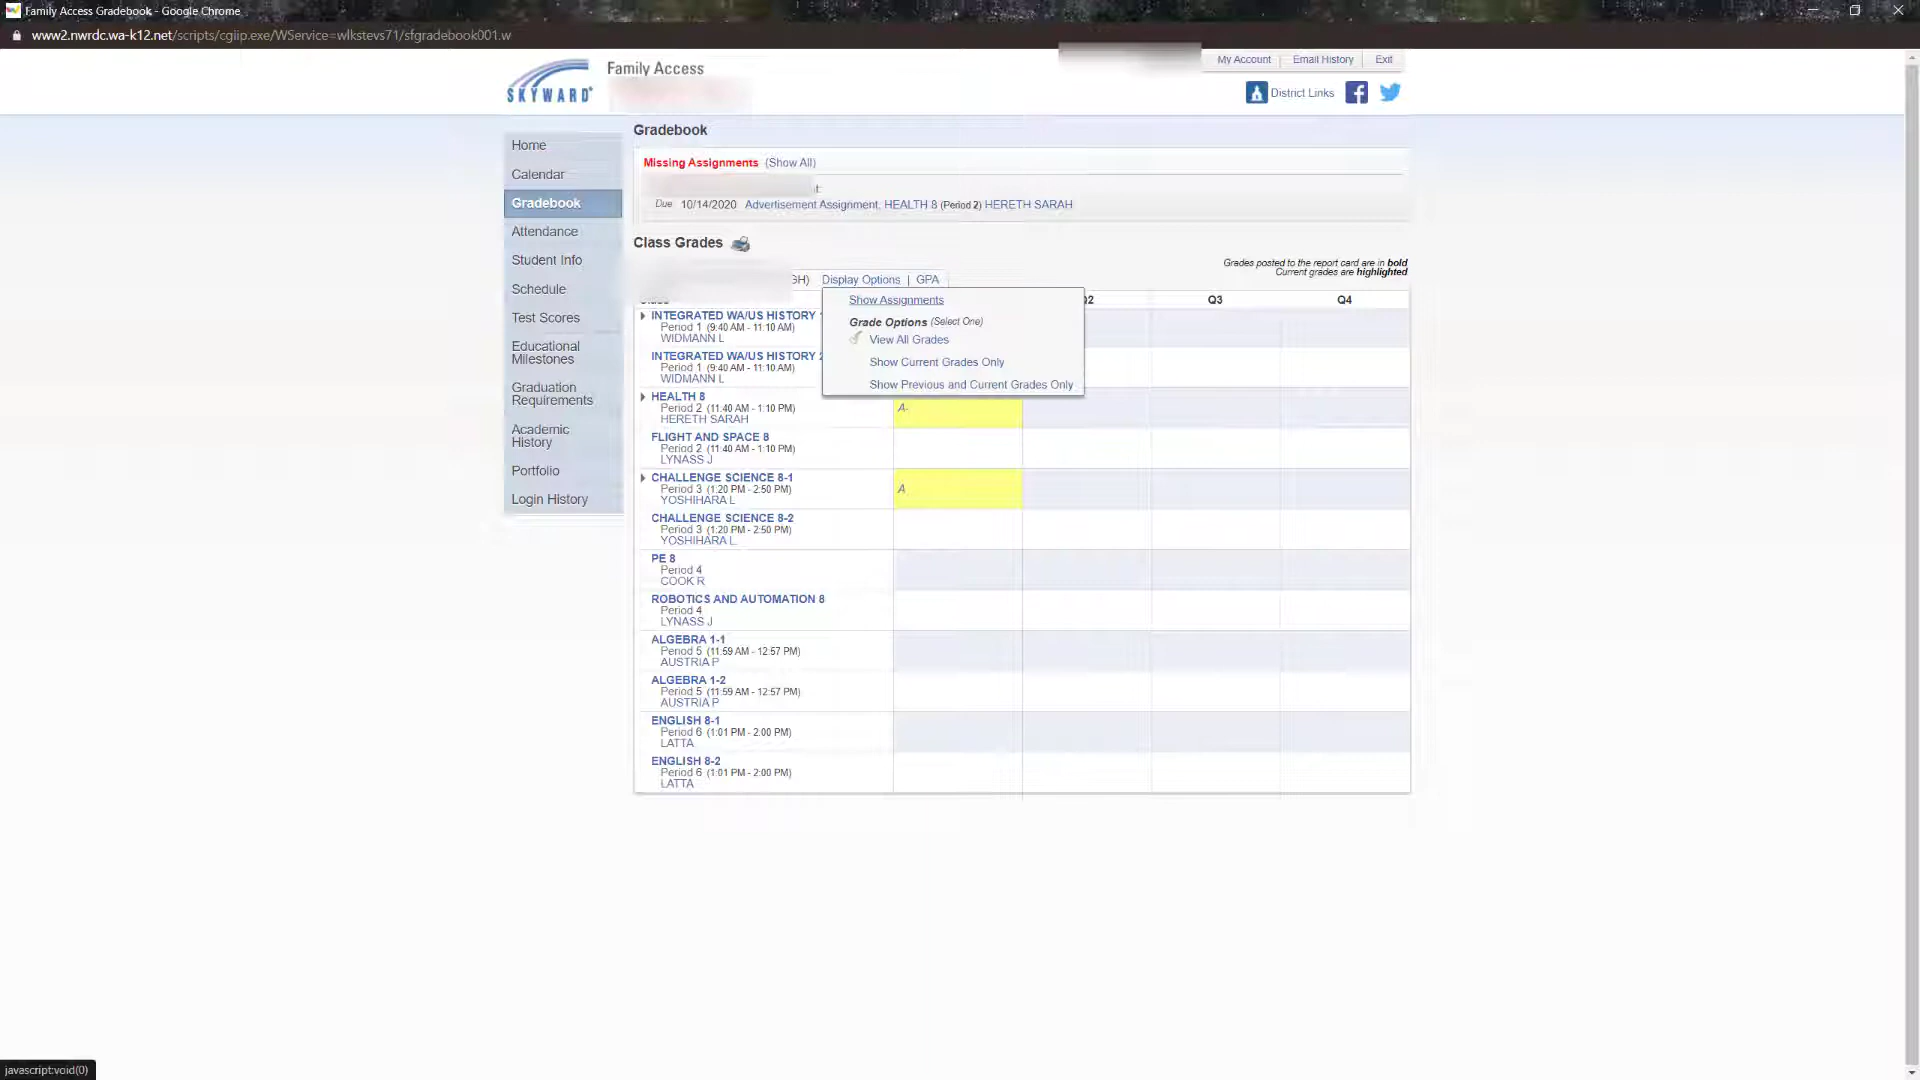 Family Access Gradebook - Google Chrome
www2.nwrdc.wa-k12.net/scripts/cgiip.exe/WService=wlkstevs71/sfgradebook001.w
SKYWARD
Family Access
My Account
Email History
Exit
District Links
Home
Calendar
Gradebook
Attendance
Student Info
Schedule
Test Scores
Educational
Milestones
Graduation
Requirements
Academic
History
Portfolio
Login History
Gradebook
Missing Assignments (Show All)
Due 10/14/2020 Advertisement Assignment, HEALTH 8 (Period 2) HERETH SARAH
Class Grades
Grades posted to the report card are in bold
Current grades are highlighted
GH) Display Options | GPA
Show Assignments
Grade Options (Select One)
View All Grades
Show Current Grades Only
Show Previous and Current Grades Only
Q3 Q4
INTEGRATED WA/US HISTORY
Period 1 (9:40 AM - 11:10 AM)
WIDMANN L
INTEGRATED WA/US HISTORY
Period 1 (9:40 AM - 11:10 AM)
WIDMANN L
HEALTH 8
Period 2 (11:40 AM - 1:10 PM)
HERETH SARAH
A-
FLIGHT AND SPACE 8
Period 2 (11:40 AM - 1:10 PM)
LYNASS J
CHALLENGE SCIENCE 8-1
Period 3 (1:20 PM - 2:50 PM)
YOSHIHARA L
A
CHALLENGE SCIENCE 8-2
Period 3 (1:20 PM - 2:50 PM)
YOSHIHARA L
PE 8
Period 4
COOK R
ROBOTICS AND AUTOMATION 8
Period 4
LYNASS J
ALGEBRA 1-1
Period 5 (11:59 AM - 12:57 PM)
AUSTRIA P
ALGEBRA 1-2
Period 5 (11:59 AM - 12:57 PM)
AUSTRIA P
ENGLISH 8-1
Period 6 (1:01 PM - 2:00 PM)
LATTA
ENGLISH 8-2
Period 6 (1:01 PM - 2:00 PM)
LATTA
javascript:void(0)